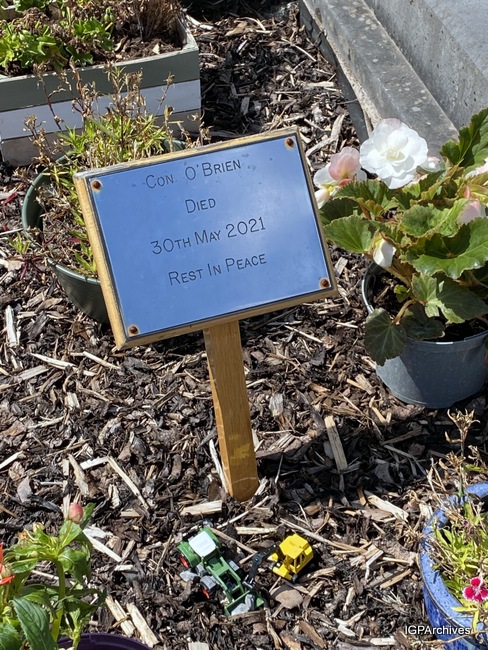 Con O'Brien
Died
30th May 2021
Rest In Peace
IGPArchives